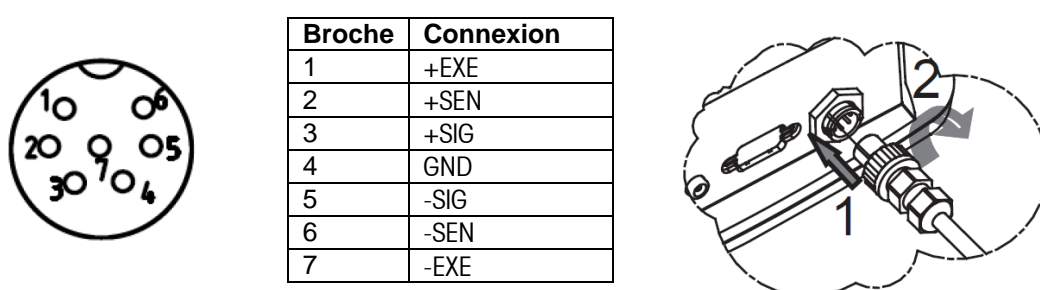 1 6
2 7 5
3 4
Broche Connexion
1 +EXE
2 +SEN
3 +SIG
4 GND
5 -SIG
6 -SEN
7 -EXE
2
1